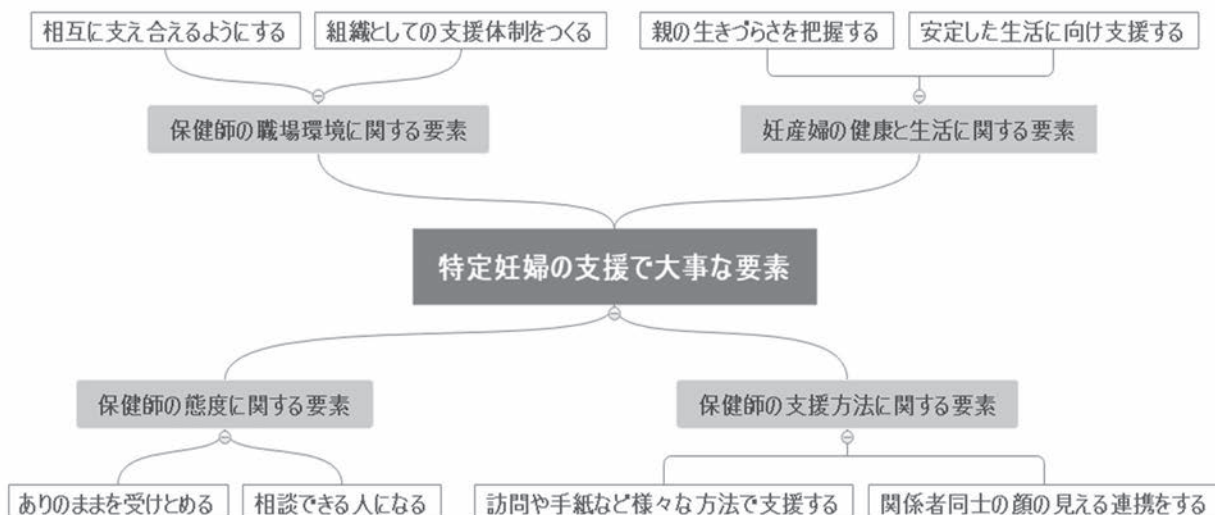 相互に支え合えるようにする
組織としての支援体制をつくる
親の生きづらさを把握する
安定した生活に向け支援する
保健師の職場環境に関する要素
妊産婦の健康と生活に関する要素
特定妊婦の支援で大事な要素
保健師の態度に関する要素
保健師の支援方法に関する要素
ありのままを受けとめる
相談できる人になる
訪問や手紙など様々な方法で支援する
関係者同士の顔の見える連携をする